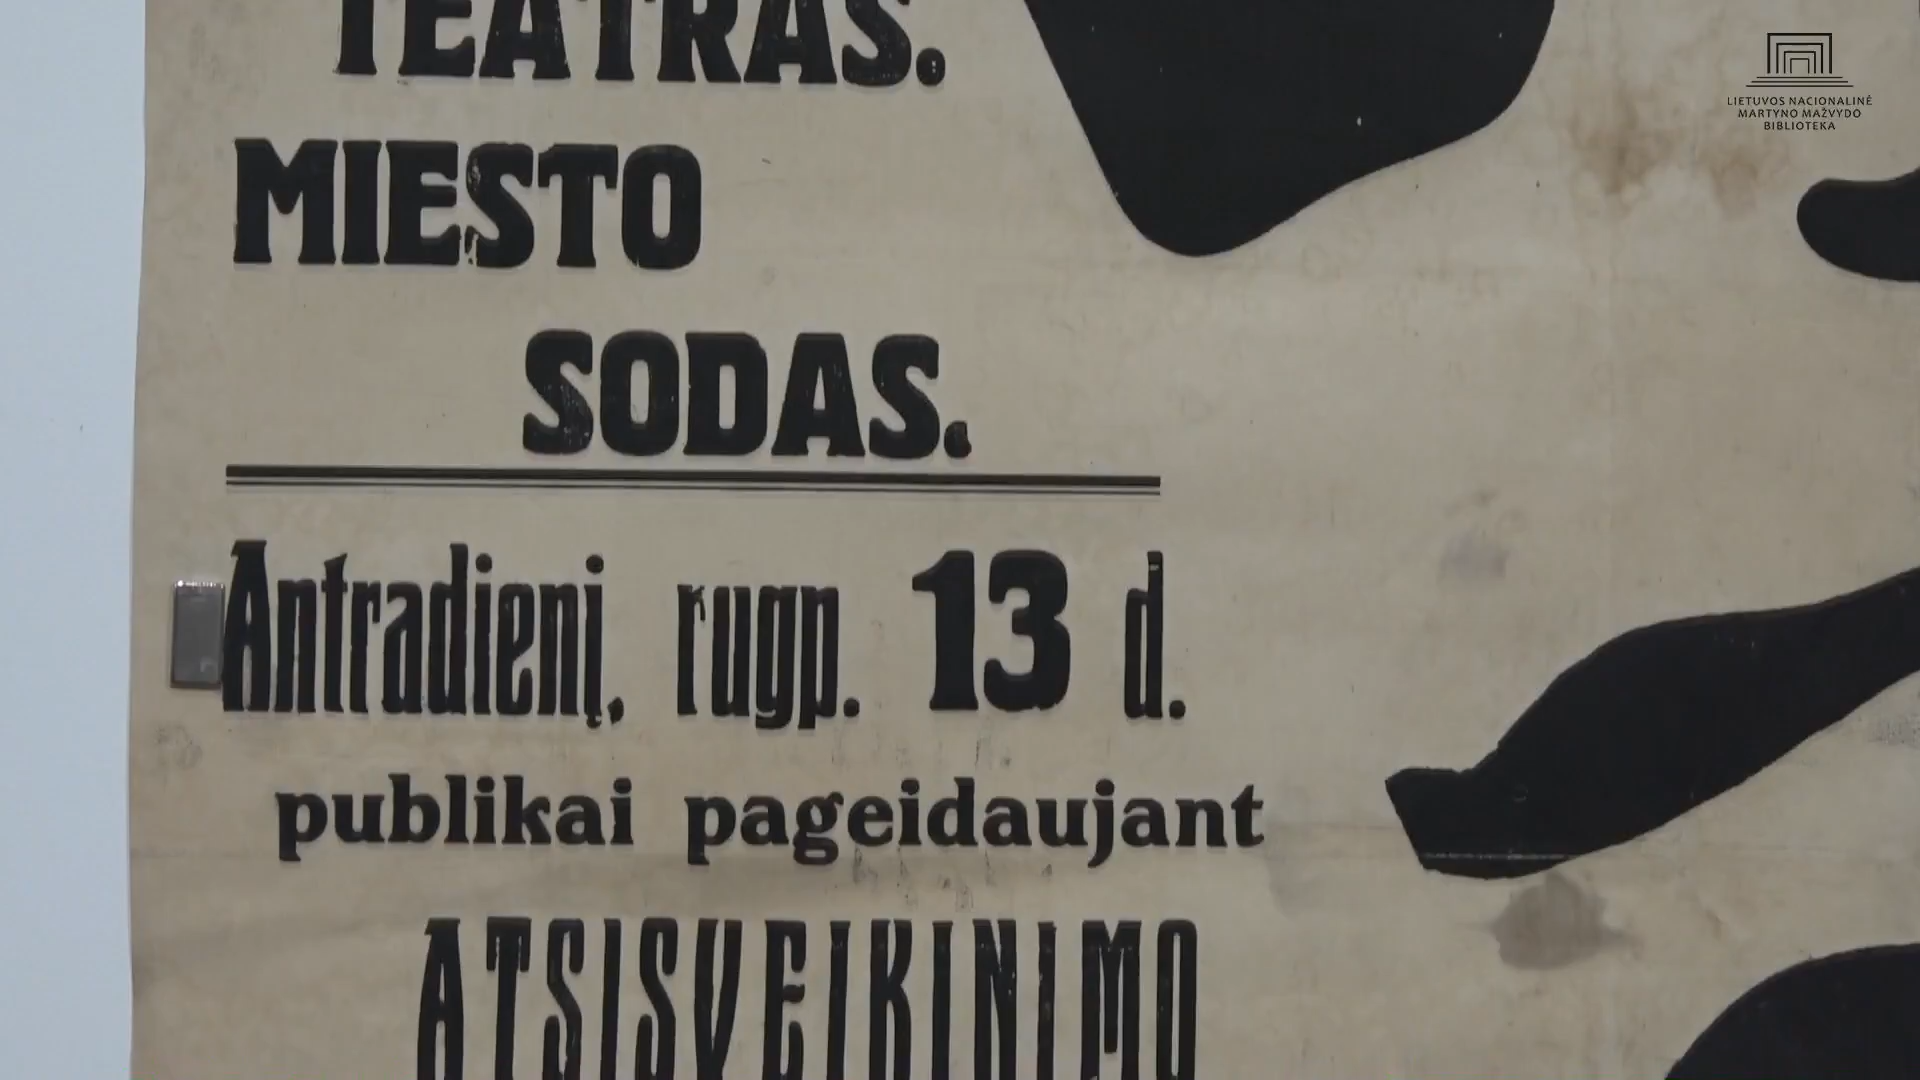 TEATRAS.
MIESTO
SODAS.
Antradienį, rugp. 13 d.
publikai pageidaujant
ATSISVEIKINIMO
LIETUVOS NACIONALINĖ
MARTYNO MAŽVYDO
BIBLIOTEKA